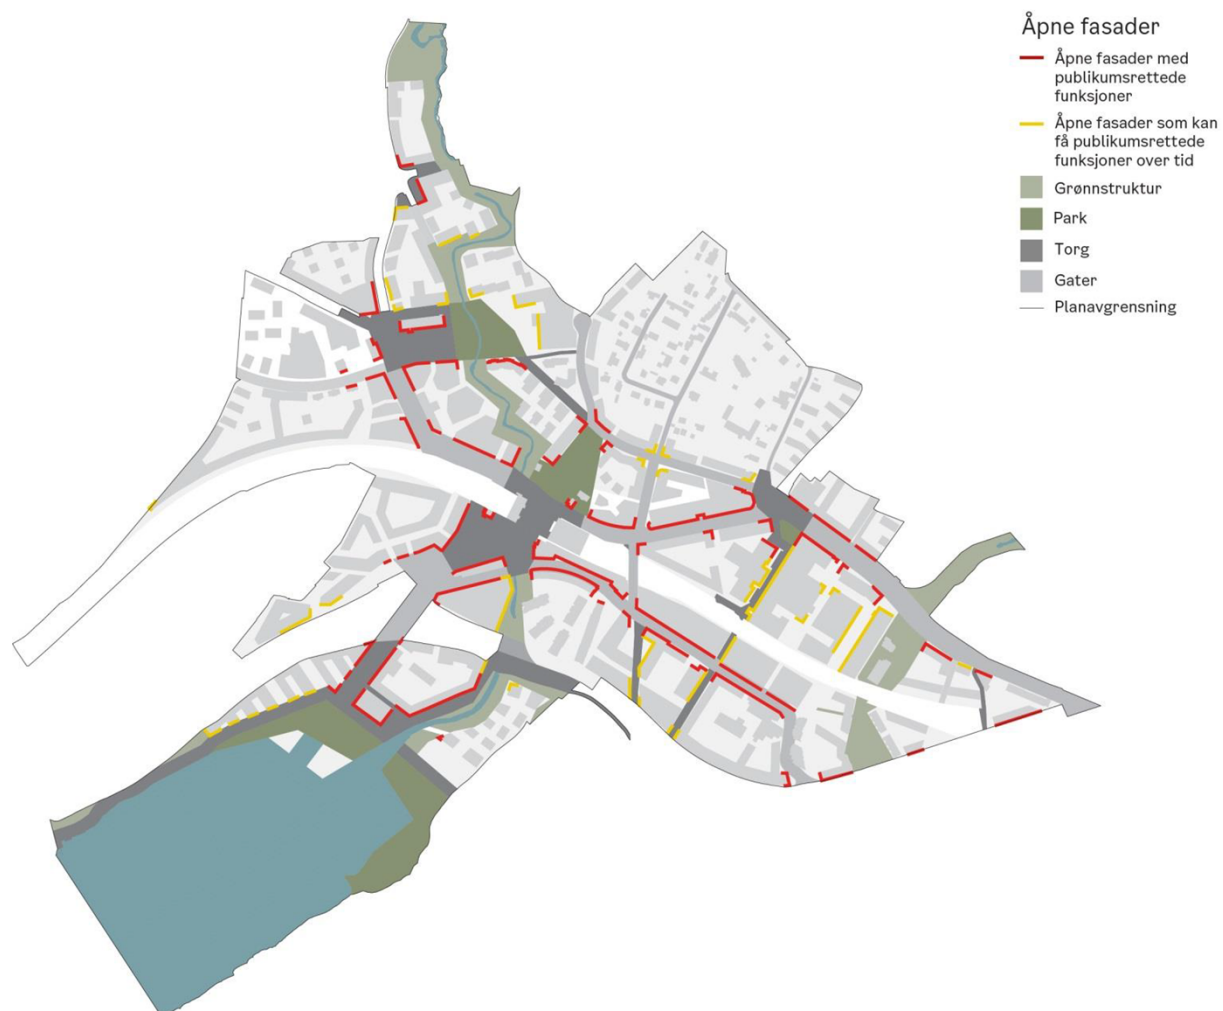 Åpne fasader
Åpne fasader med
publikumsrettede
funksjoner
Åpne fasader som kan
få publikumsrettede
funksjoner over tid
Grønnstruktur
Park
Torg
Gater
Planavgrensning